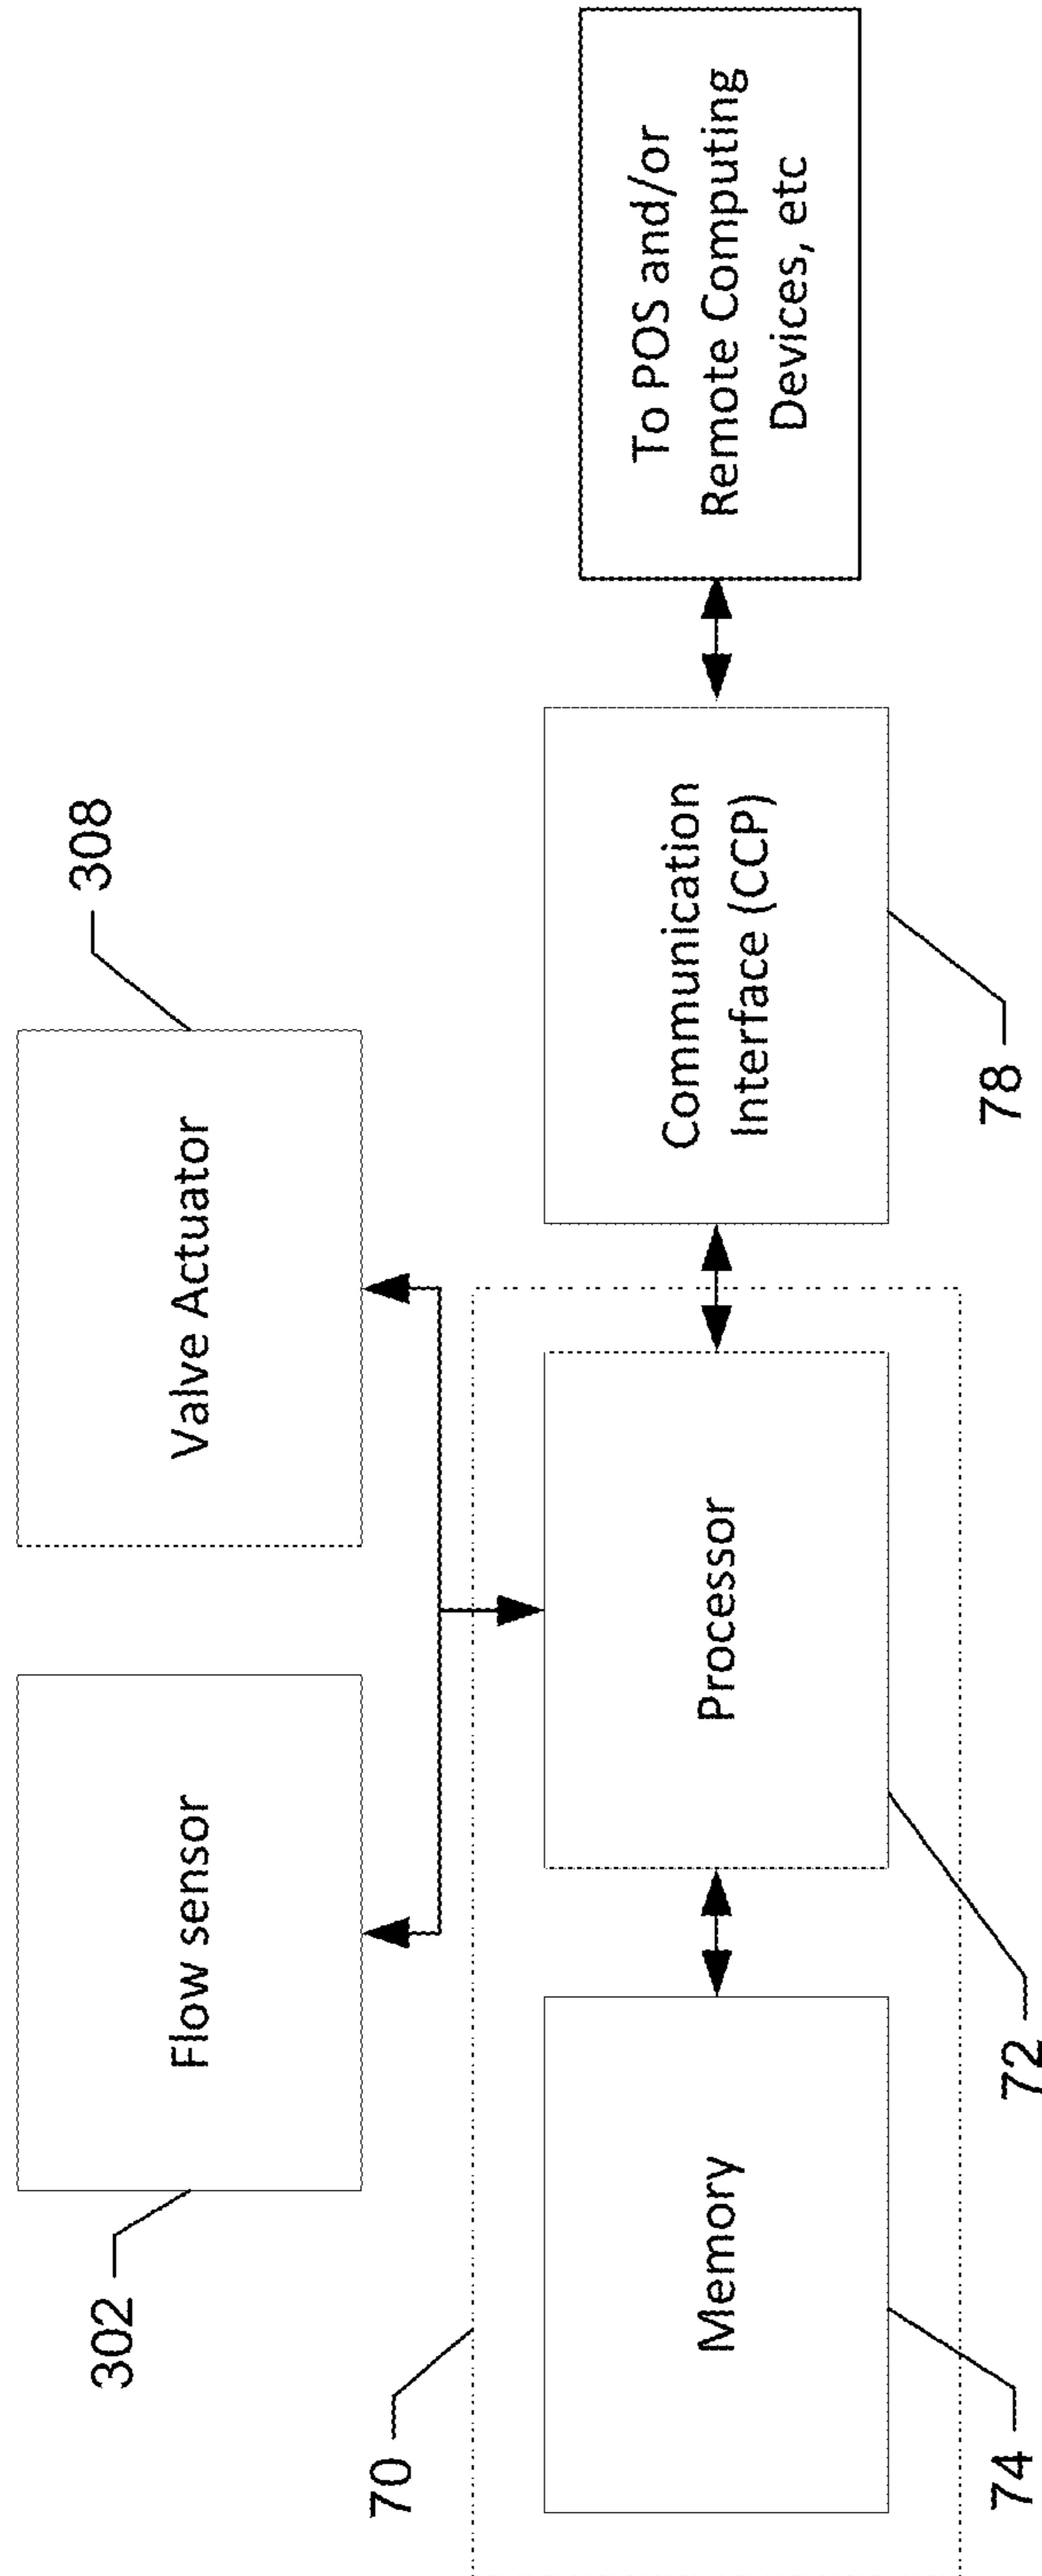 302
Flow sensor
Valve Actuator
308
70
Memory
Processor
Communication
Interface (CCP)
To POS and/or
Remote Computing
Devices, etc
74
72
78